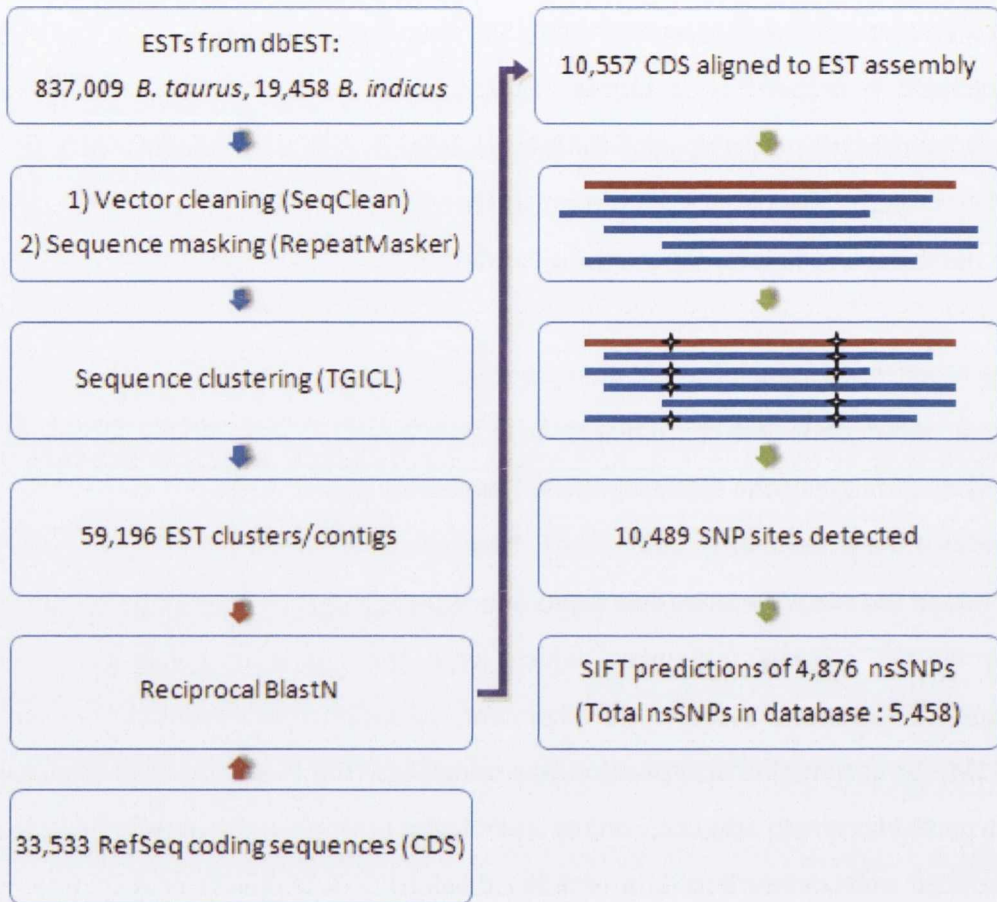 ESTs from dbEST:
837,009 B. taurus, 19,458 B. indicus
1) Vector cleaning (SeqClean)
2) Sequence masking (RepeatMasker)
Sequence clustering (TGICL)
59,196 EST clusters/contigs
Reciprocal BlastN
33,533 RefSeq coding sequences (CDS)
10,557 CDS aligned to EST assembly
10,489 SNP sites detected
SIFT predictions of 4,876 nsSNPs
(Total nsSNPs in database : 5,458)